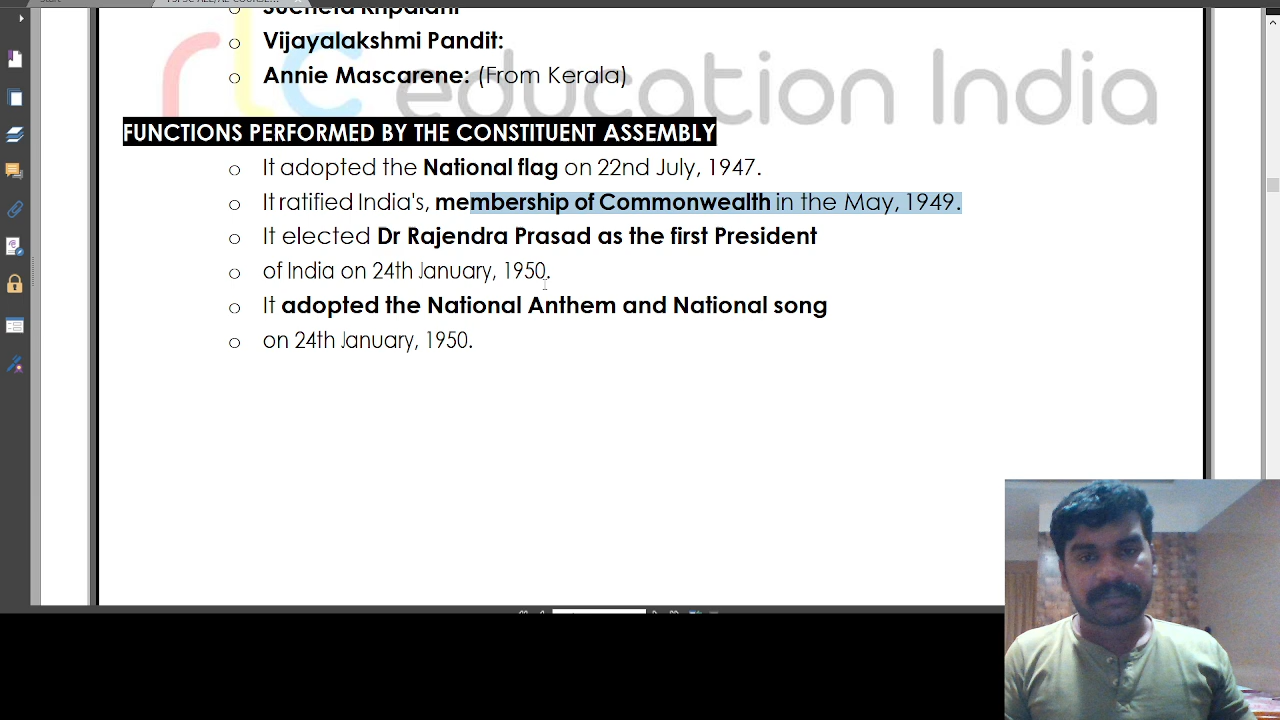 Sucheta Kripalani
Vijayalakshmi Pandit:
Annie Mascarene: (From Kerala)
rlc education India
FUNCTIONS PERFORMED BY THE CONSTITUENT ASSEMBLY
It adopted the National flag on 22nd July, 1947.
It ratified India's, membership of Commonwealth in the May, 1949.
It elected Dr Rajendra Prasad as the first President
of India on 24th January, 1950.
It adopted the National Anthem and National song
on 24th January, 1950.